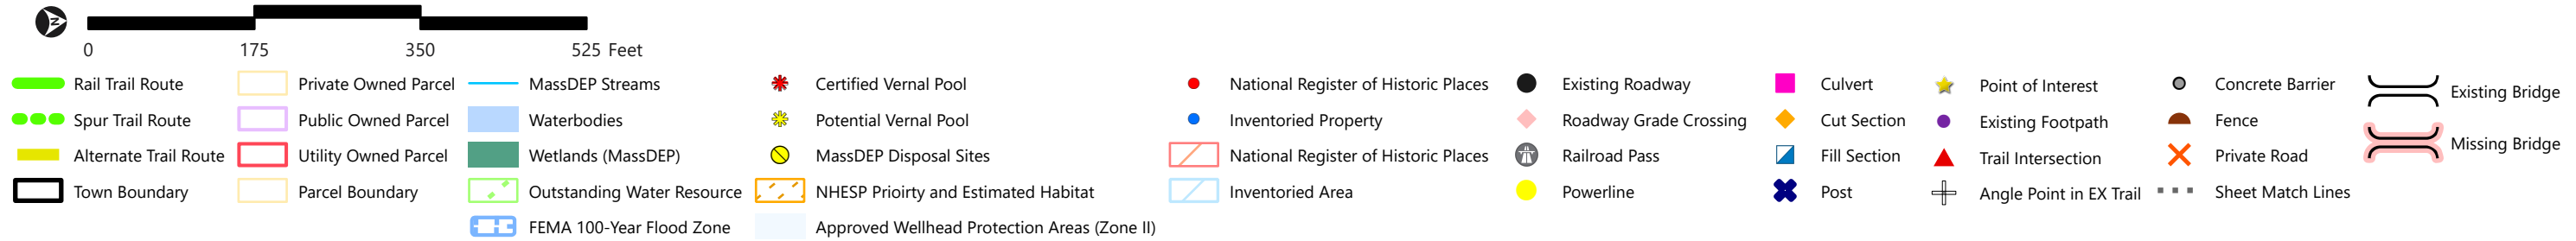 N
0 175 350 525 Feet
Rail Trail Route Private Owned Parcel MassDEP Streams Certified Vernal Pool National Register of Historic Places Existing Roadway Culvert Point of Interest Concrete Barrier Existing Bridge
Spur Trail Route Public Owned Parcel Waterbodies Potential Vernal Pool Inventoried Property Roadway Grade Crossing Cut Section Existing Footpath Fence
Alternate Trail Route Utility Owned Parcel Wetlands (MassDEP) MassDEP Disposal Sites National Register of Historic Places Railroad Pass Fill Section Trail Intersection Private Road Missing Bridge
Town Boundary Parcel Boundary Outstanding Water Resource NHESP Prioirty and Estimated Habitat Inventoried Area Powerline Post Angle Point in EX Trail Sheet Match Lines
FEMA 100-Year Flood Zone Approved Wellhead Protection Areas (Zone II)